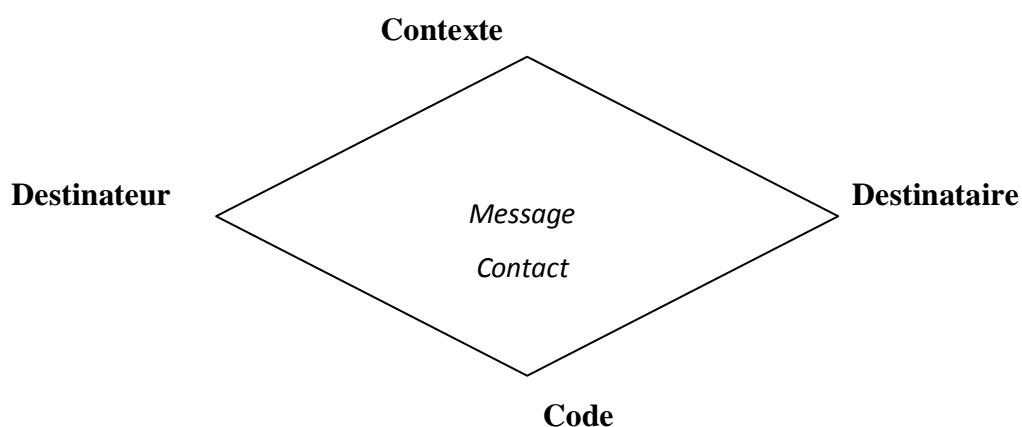 Contexte
Destinateur
Destinataire
Message
Contact
Code